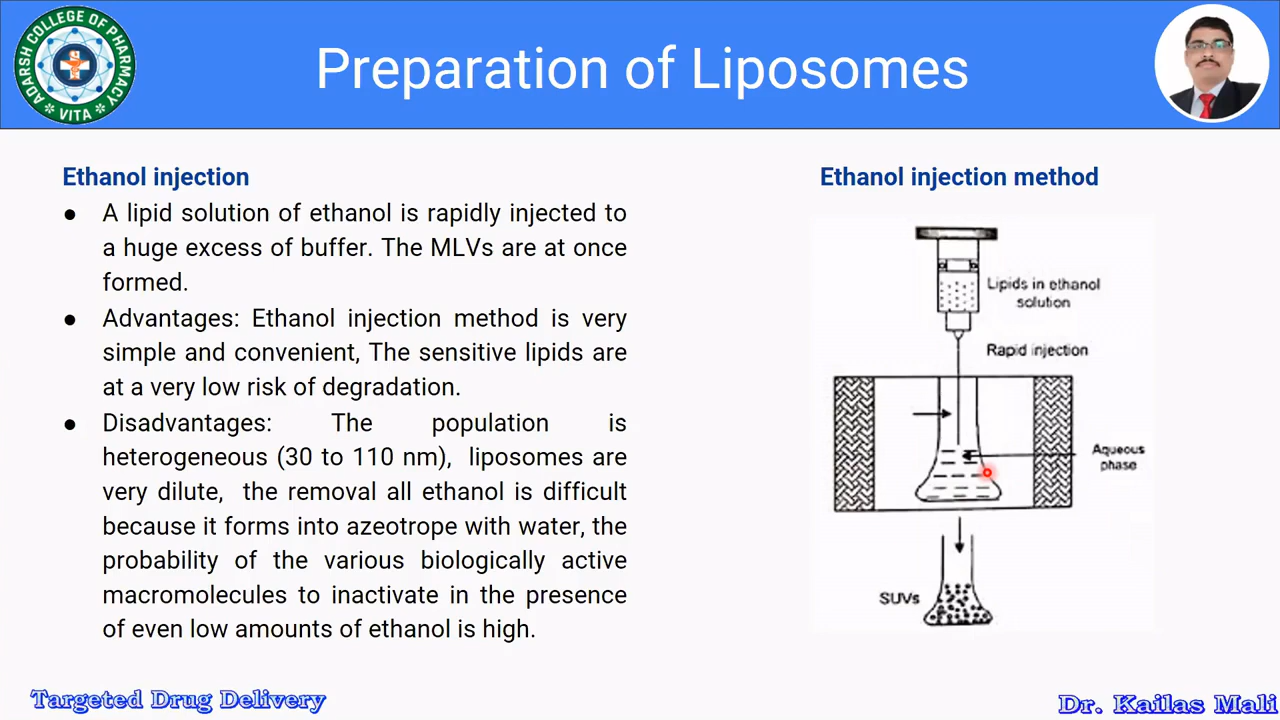 ADARSH COLLEGE OF PHARMACY
VITA
Preparation of Liposomes
Ethanol injection
● A lipid solution of ethanol is rapidly injected to
a huge excess of buffer. The MLVs are at once
formed.
● Advantages: Ethanol injection method is very
simple and convenient, The sensitive lipids are
at a very low risk of degradation.
● Disadvantages: The population is
heterogeneous (30 to 110 nm), liposomes are
very dilute, the removal all ethanol is difficult
because it forms into azeotrope with water, the
probability of the various biologically active
macromolecules to inactivate in the presence
of even low amounts of ethanol is high.
Ethanol injection method
Lipids in ethanol
solution
Rapid injection
Aqueous
phase
SUVs
Targeted Drug Delivery
Dr. Kailas Mali